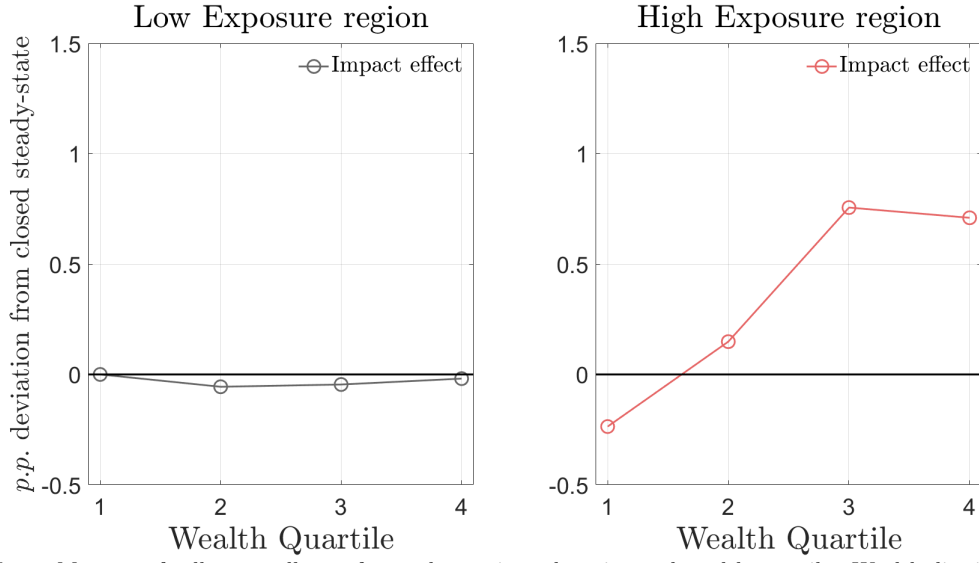 Low Exposure region
p.p. deviation from closed steady-state
1.5
1
0.5
0
-0.5
Impact effect
1 2 3 4
Wealth Quartile
High Exposure region
1.5
1
0.5
0
-0.5
Impact effect
1 2 3 4
Wealth Quartile